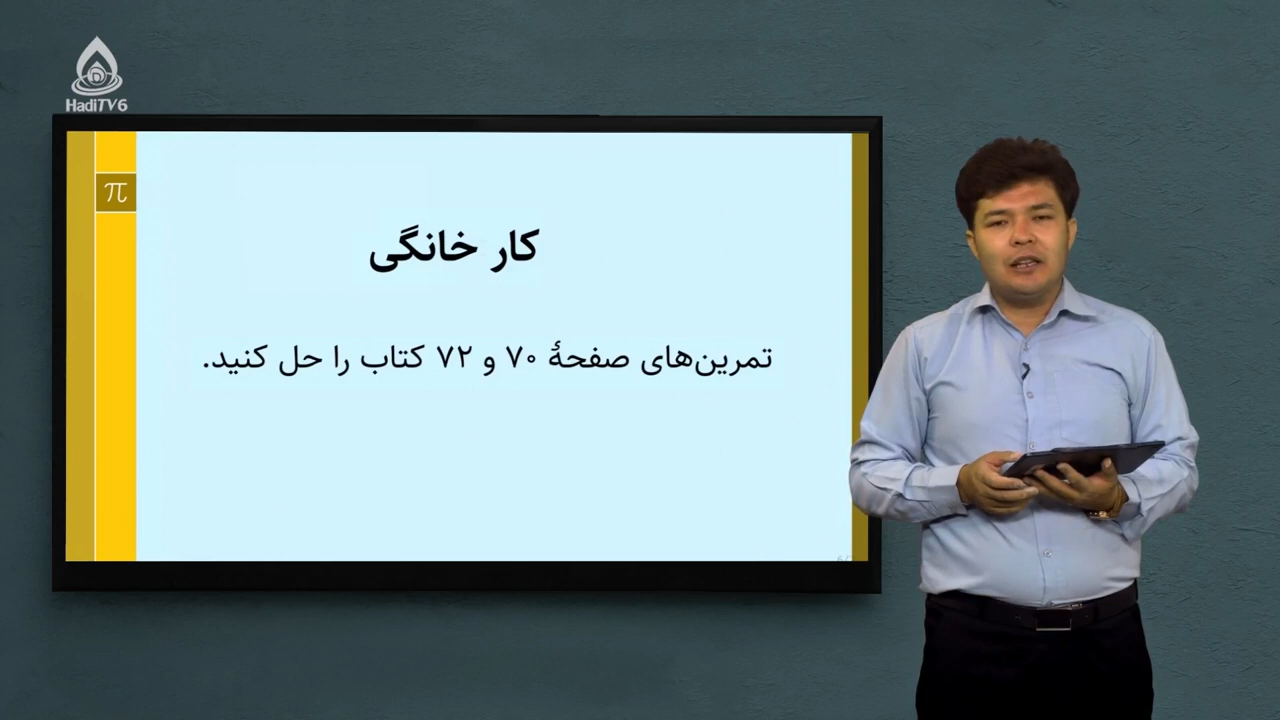 HadiTV6
π
کار خانگی
تمرین‌های صفحهٔ ۷۰ و ۷۲ کتاب را حل کنید.